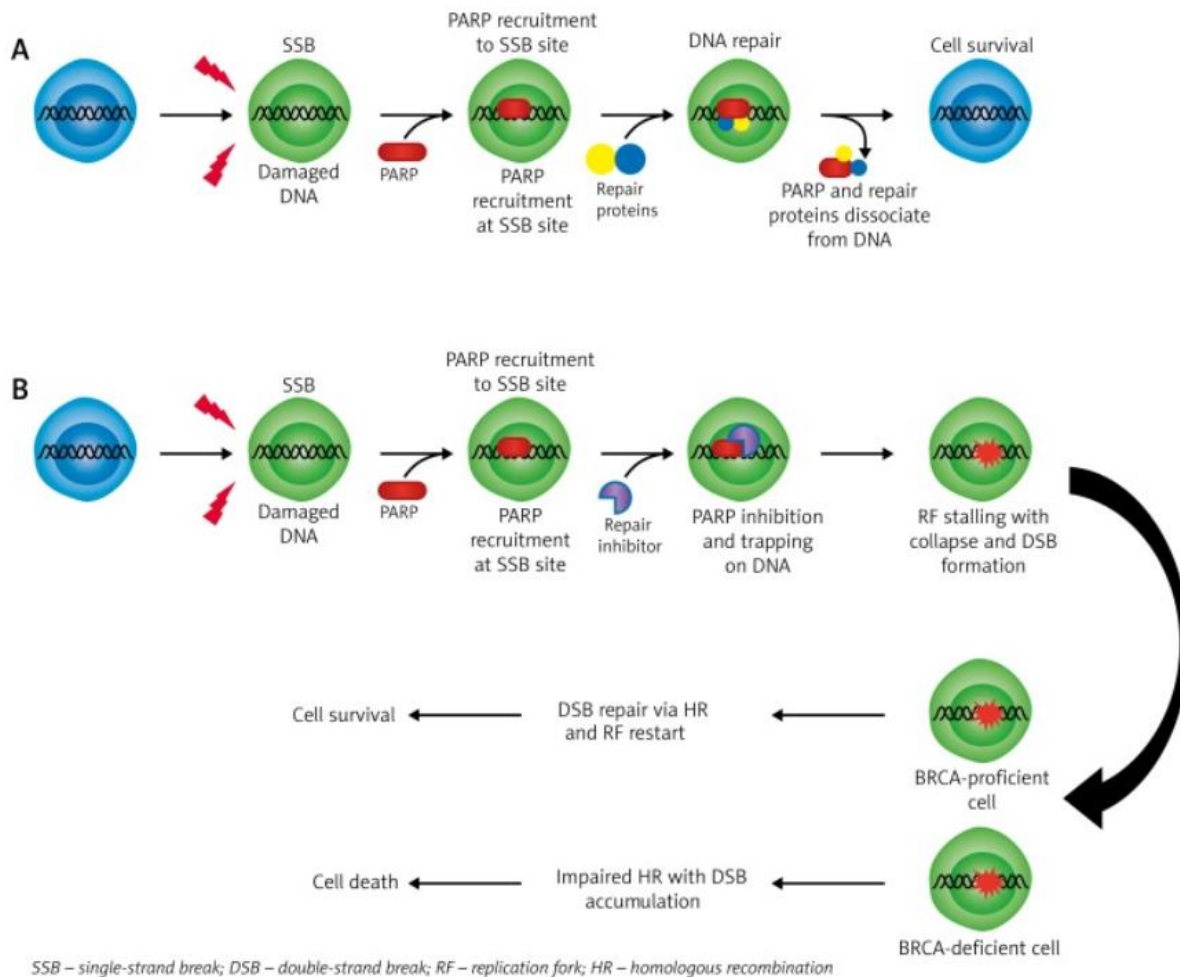 A
SSB
Damaged
DNA
PARP
PARP recruitment
to SSB site
PARP
recruitment
at SSB site
Repair
proteins
DNA repair
PARP and repair
proteins dissociate
from DNA
Cell survival
B
SSB
Damaged
DNA
PARP
PARP recruitment
to SSB site
PARP
recruitment
at SSB site
Repair
inhibitor
PARP inhibition
and trapping
on DNA
RF stalling with
collapse and DSB
formation
Cell survival
DSB repair via HR
and RF restart
BRCA-proficient
cell
Cell death
Impaired HR with DSB
accumulation
BRCA-deficient cell
SSB – single-strand break; DSB – double-strand break; RF – replication fork; HR – homologous recombination